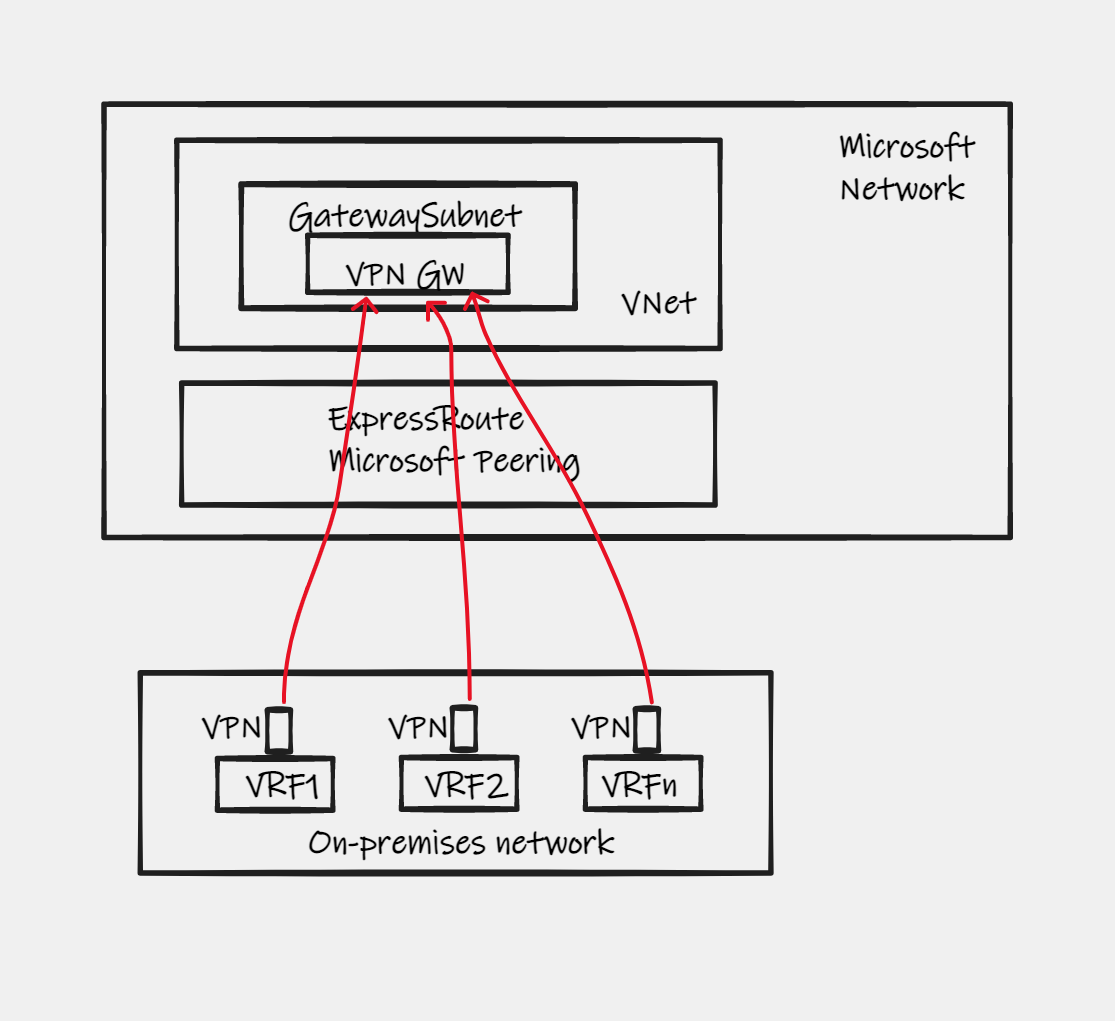 Microsoft
Network
GatewaySubnet
VPN GW
VNet
ExpressRoute
Microsoft Peering
VPN
VPN
VPN
VRF1
VRF2
VRFn
On-premises network